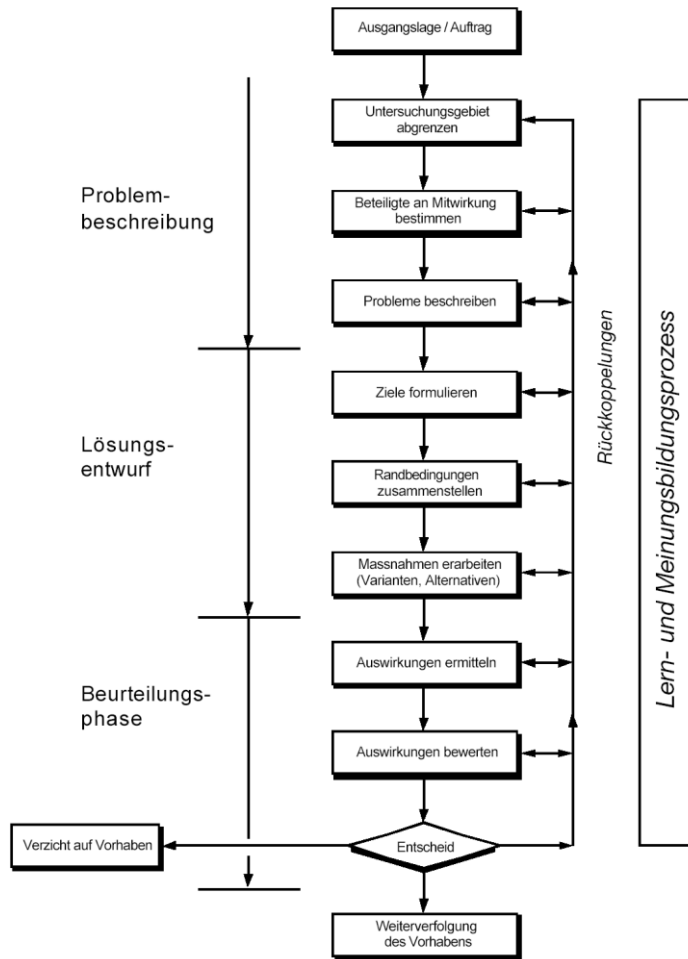 Ausgangslage / Auftrag
Untersuchungsgebiet
abgrenzen
Problem-
beschreibung
Beteiligte an Mitwirkung
bestimmen
Probleme beschreiben
Ziele formulieren
Lösungs-
entwurf
Randbedingungen
zusammenstellen
Massnahmen erarbeiten
(Varianten, Alternativen)
Auswirkungen ermitteln
Beurteilungs-
phase
Auswirkungen bewerten
Verzicht auf Vorhaben
Entscheid
Weiterverfolgung
des Vorhabens
Rückkoppelungen
Lern- und Meinungsbildungsprozess